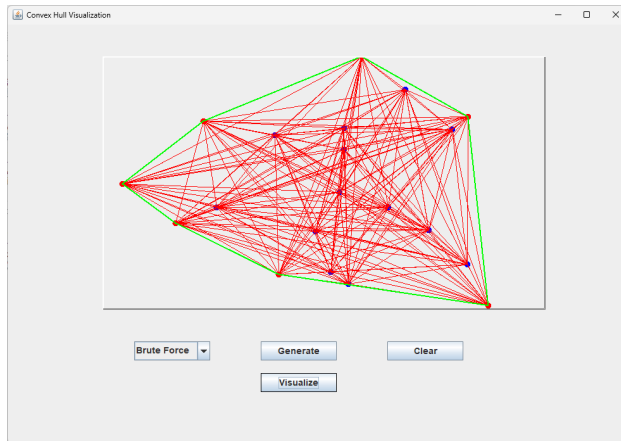 Convex Hull Visualization
Brute Force Generate Clear
Visualize